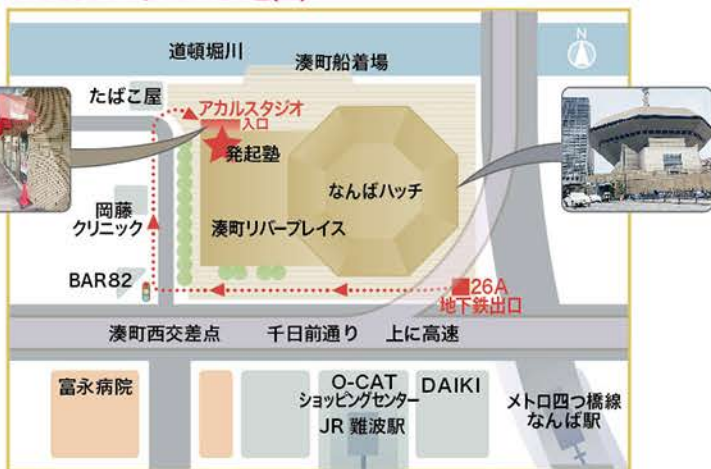 道頓堀川
湊町船着場
N
たばこ屋
アカルスタジオ
入口
発起塾
なんばハッチ
岡藤
クリニック
湊町リバープレイス
BAR82
26A
地下鉄出口
湊町西交差点
千日前通り
上に高速
富永病院
O-CAT
ショッピングセンター
JR 難波駅
DAIKI
メトロ四つ橋線
なんば駅